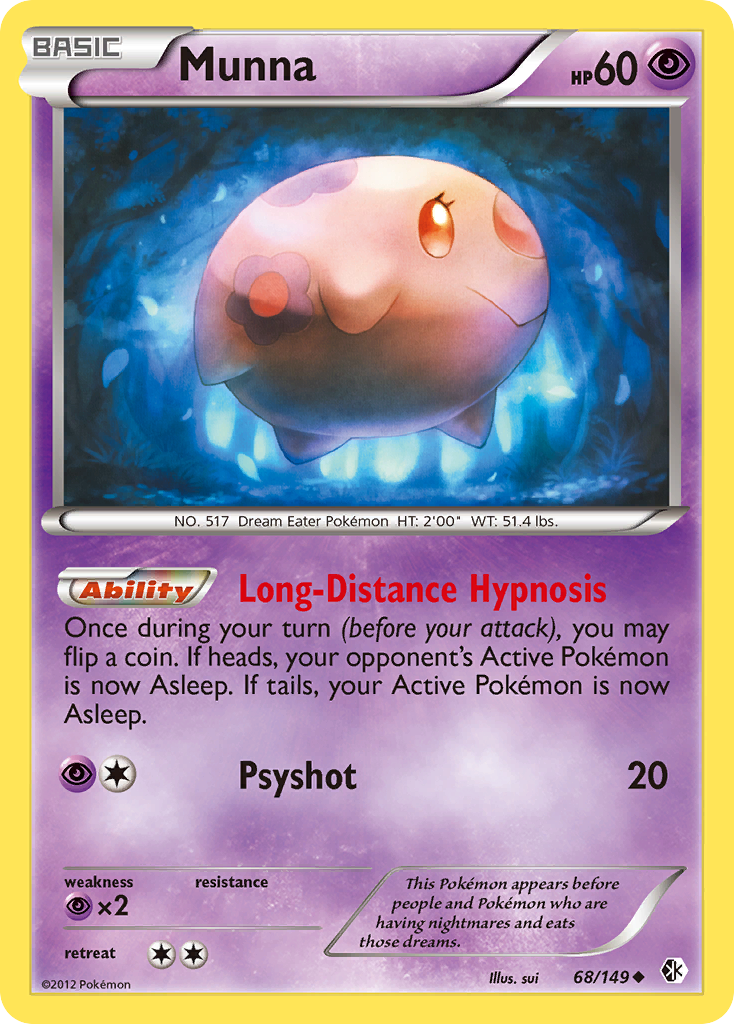 BASIC
Munna
HP60
NO. 517 Dream Eater Pokémon HT: 2'00" WT: 51.4 lbs.
Ability Long-Distance Hypnosis
Once during your turn (before your attack), you may
flip a coin. If heads, your opponent's Active Pokémon
is now Asleep. If tails, your Active Pokémon is now
Asleep.
Psyshot 20
weakness resistance
×2
retreat
This Pokémon appears before
people and Pokémon who are
having nightmares and eats
those dreams.
©2012 Pokémon
Illus. sui 68/149